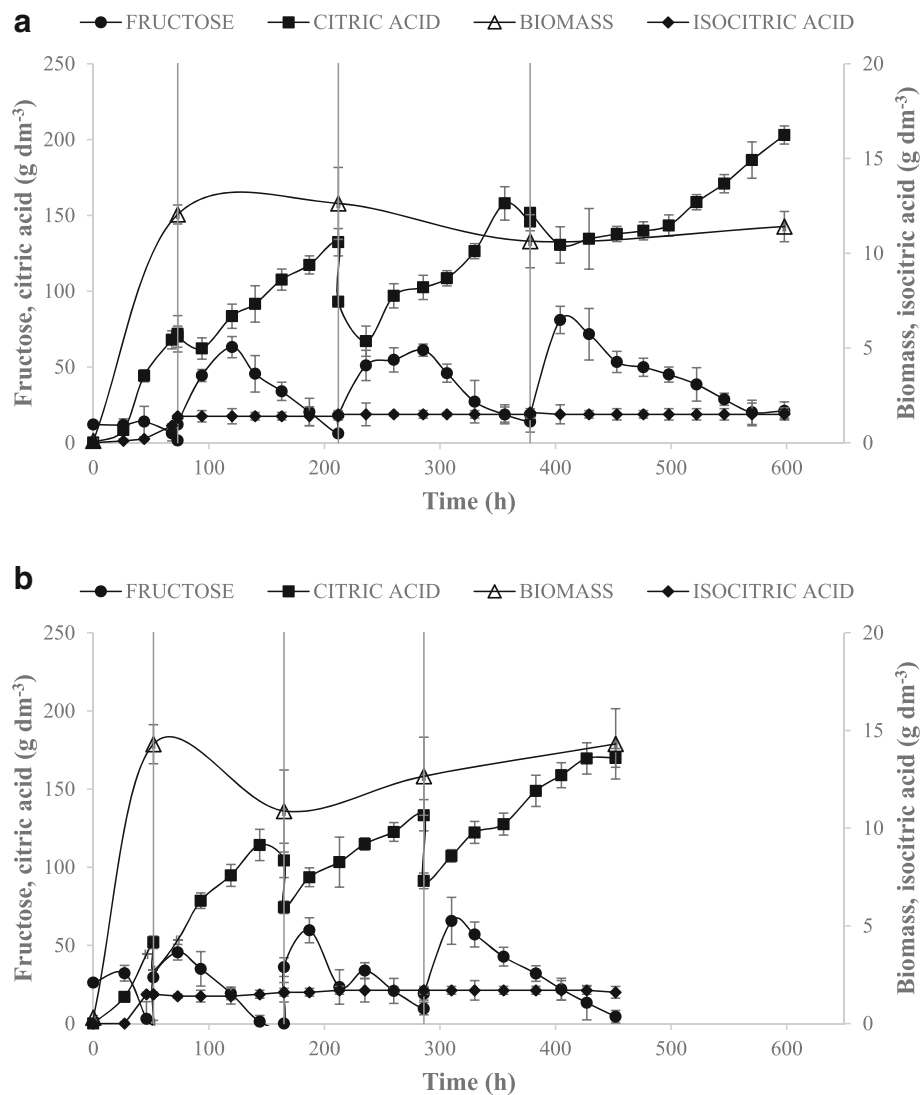 a
FRUCTOSE CITRIC ACID BIOMASS ISOCITRIC ACID
Fructose, citric acid (g dm⁻³)
250
200
150
100
50
0
Biomass, isocitric acid (g dm⁻³)
20
15
10
5
0
0 100 200 300 400 500 600
Time (h)
b
FRUCTOSE CITRIC ACID BIOMASS ISOCITRIC ACID
Fructose, citric acid (g dm⁻³)
250
200
150
100
50
0
Biomass, isocitric acid (g dm⁻³)
20
15
10
5
0
0 100 200 300 400 500 600
Time (h)